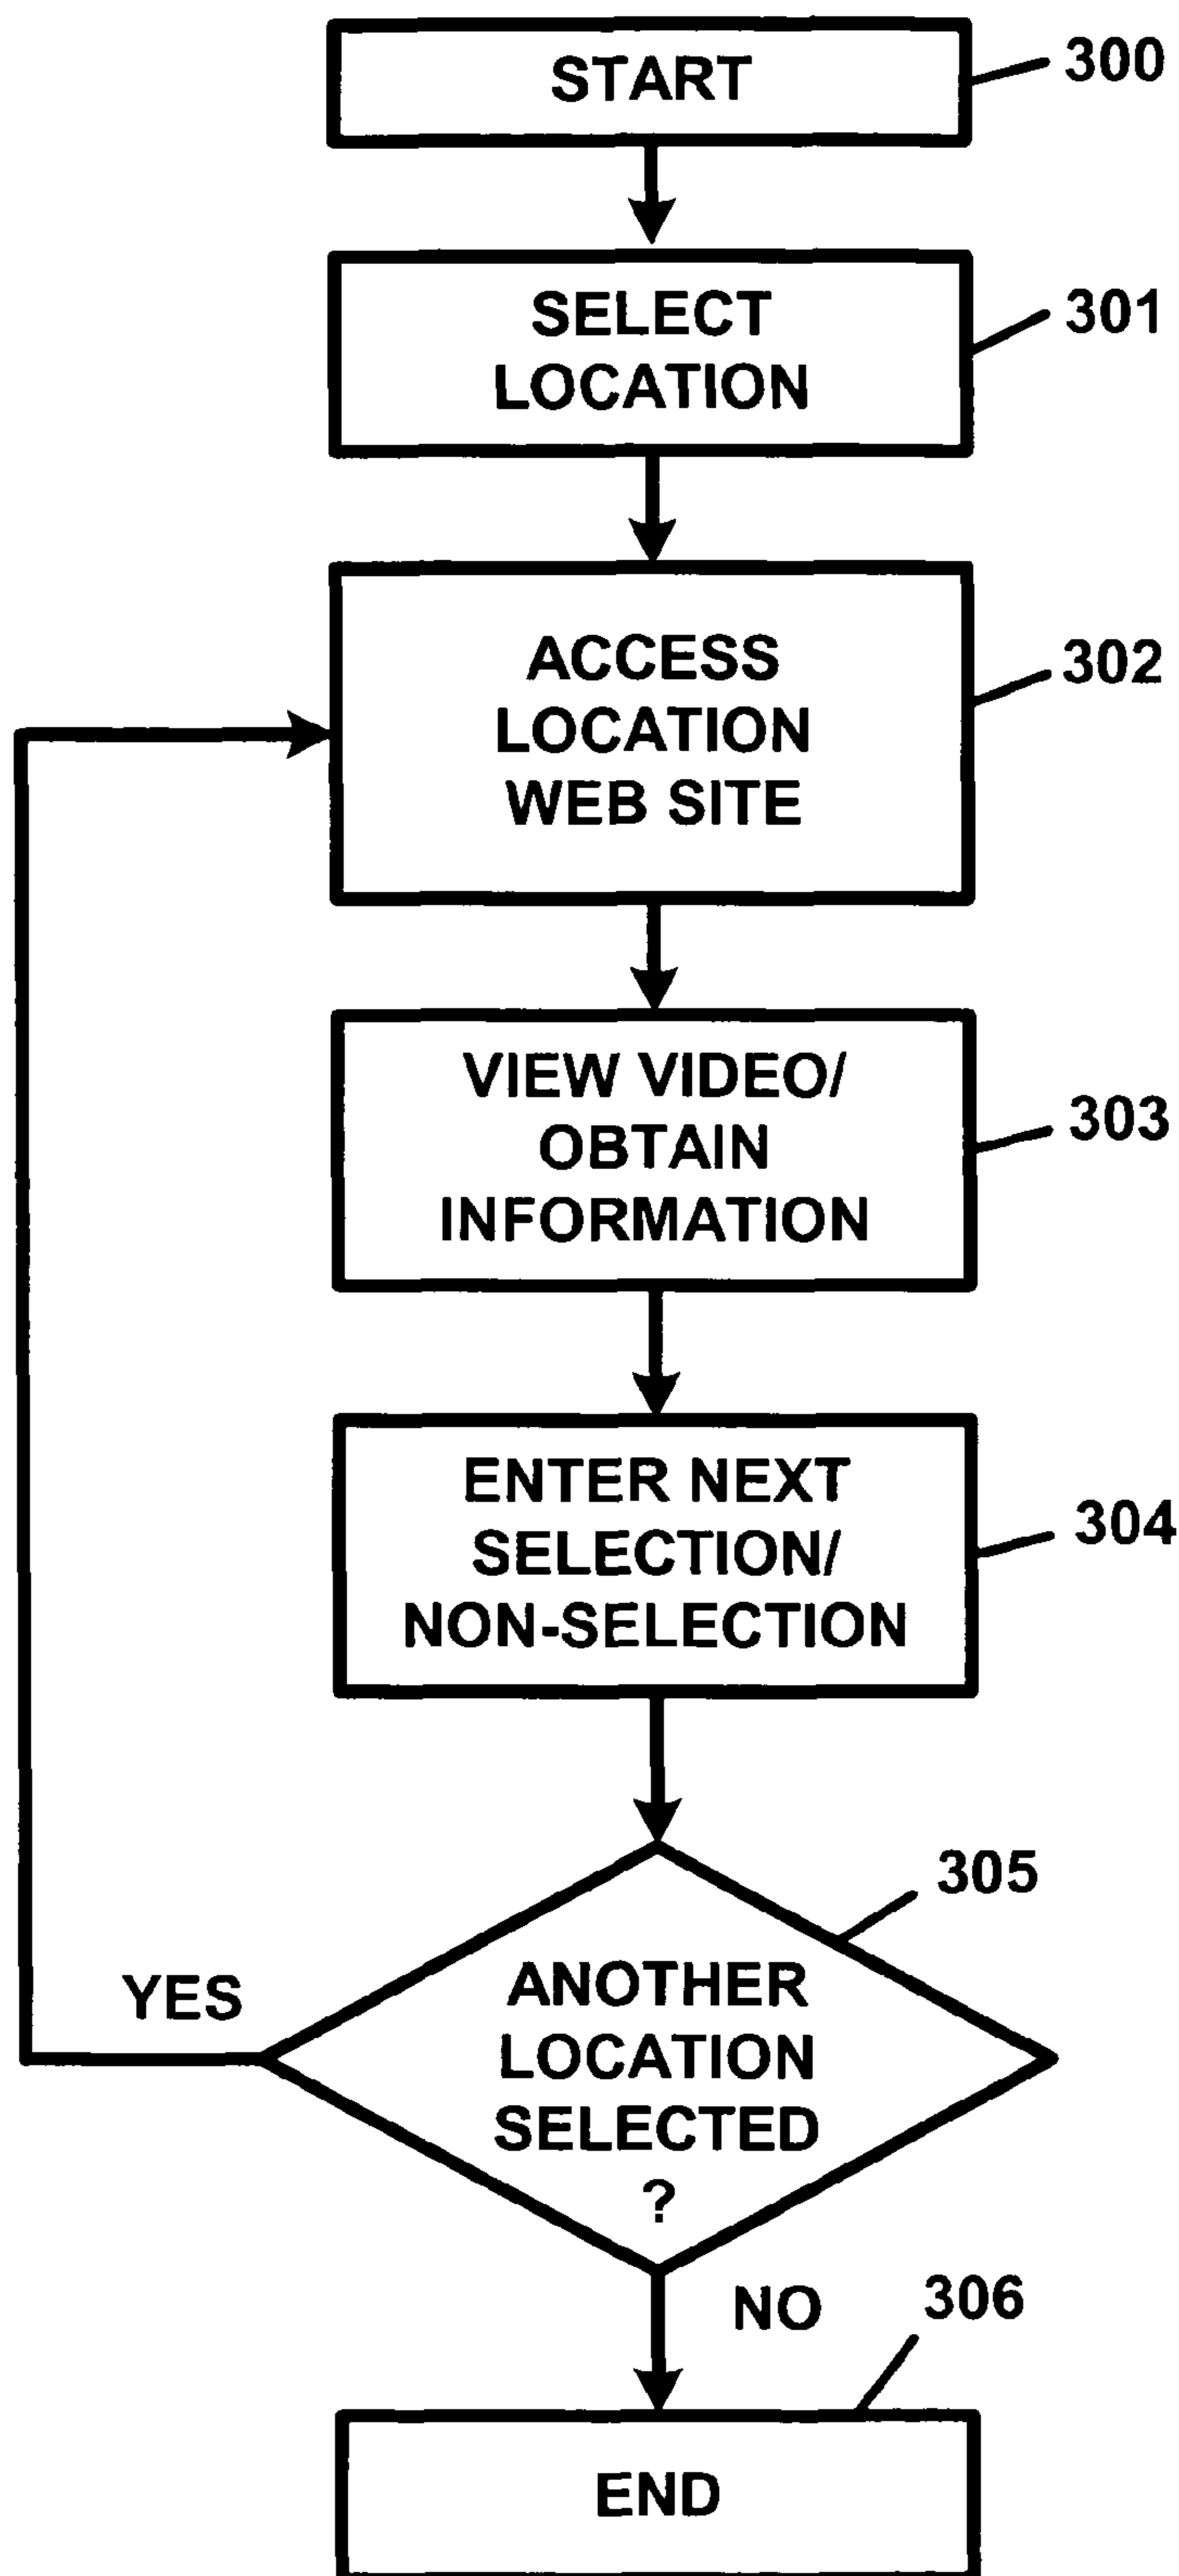 START
300
SELECT
LOCATION
301
ACCESS
LOCATION
WEB SITE
302
VIEW VIDEO/
OBTAIN
INFORMATION
303
ENTER NEXT
SELECTION/
NON-SELECTION
304
305
ANOTHER
LOCATION
SELECTED
?
YES
NO
306
END